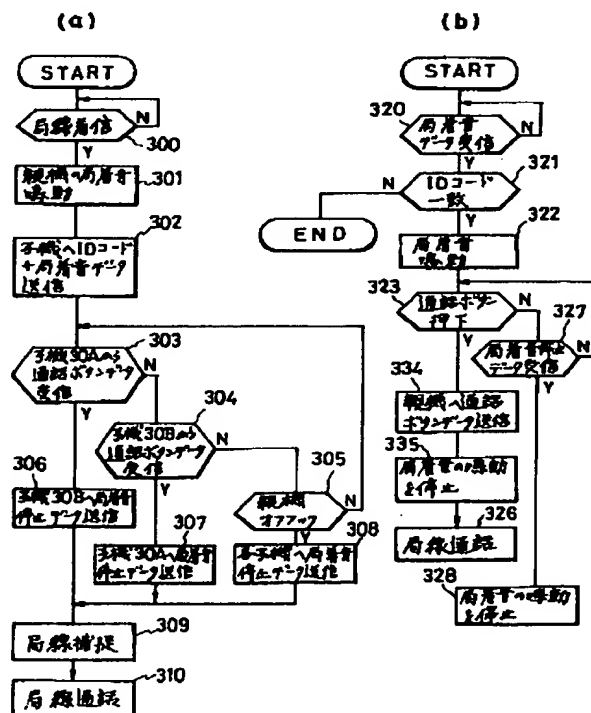 (a)
START
局線着信
N
300
Y
親機へ局着音
鳴動
301
302
子機へIDコード
+局着音データ
送信
303
子機30Aから
通話ボタンデータ
受信
N
Y
304
子機30Bから
通話ボタンデータ
受信
N
Y
305
親機
オフフック
N
Y
306
子機30Bへ局着音
停止データ送信
307
子機30Aへ局着音
停止データ送信
308
各子機へ局着音
停止データ送信
309
局線捕捉
310
局線通話
(b)
START
320
局着音
データ受信
N
Y
321
IDコード
一致
N
Y
END
322
局着音
鳴動
323
通話ボタン
押下
N
Y
327
局着音停止
データ受信
N
Y
334
親機へ通話
ボタンデータ送信
335
局着音の鳴動
を停止
326
局線通話
328
局着音の鳴動
を停止